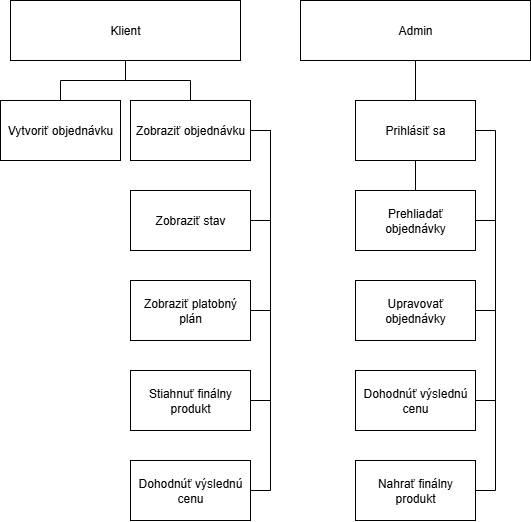 Klient
Admin
Vytvoriť objednávku
Zobraziť objednávku
Prihlásiť sa
Zobraziť stav
Prehliadať
objednávky
Zobraziť platobný
plán
Upravovať
objednávky
Stiahnuť finálny
produkt
Dohodnúť výslednú
cenu
Dohodnúť výslednú
cenu
Nahrať finálny
produkt